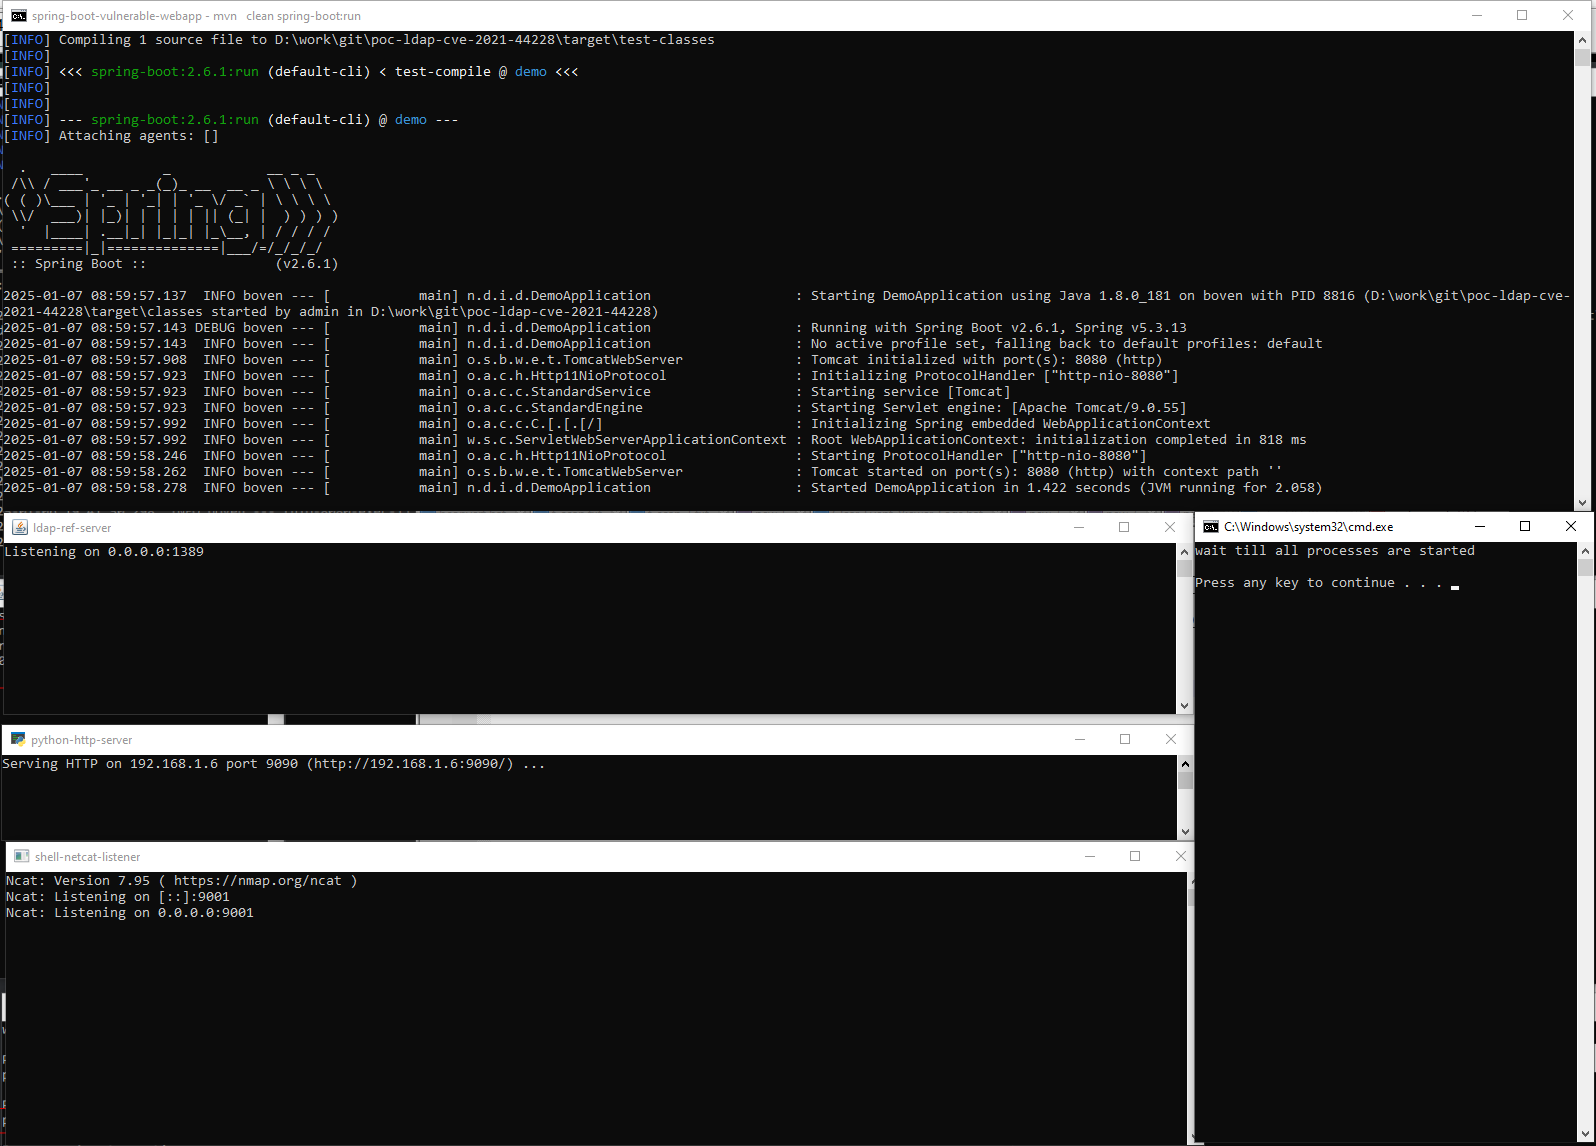 spring-boot-vulnerable-webapp - mvn  clean spring-boot:run
[INFO] Compiling 1 source file to D:\work\git\poc-ldap-cve-2021-44228\target\test-classes
[INFO]
[INFO] <<< spring-boot:2.6.1:run (default-cli) < test-compile @ demo <<<
[INFO]
[INFO]
[INFO] --- spring-boot:2.6.1:run (default-cli) @ demo ---
[INFO] Attaching agents: []
  .   ____          _            __ _ _
 /\\ / ___'_ __ _ _(_)_ __  __ _ \ \ \ \
( ( )\___ | '_ | '_| | '_ \/ _` | \ \ \ \
 \\/  ___)| |_)| | | | | || (_| |  ) ) ) )
  '  |____| .__|_| |_|_| |_\__, | / / / /
 =========|_|==============|___/=/_/_/_/
 :: Spring Boot ::                (v2.6.1)
2025-01-07 08:59:57.137  INFO boven --- [           main] n.d.i.d.DemoApplication                  : Starting DemoApplication using Java 1.8.0_181 on boven with PID 8816 (D:\work\git\poc-ldap-cve-
2021-44228\target\classes started by admin in D:\work\git\poc-ldap-cve-2021-44228)
2025-01-07 08:59:57.143 DEBUG boven --- [           main] n.d.i.d.DemoApplication                  : Running with Spring Boot v2.6.1, Spring v5.3.13
2025-01-07 08:59:57.143  INFO boven --- [           main] n.d.i.d.DemoApplication                  : No active profile set, falling back to default profiles: default
2025-01-07 08:59:57.908  INFO boven --- [           main] o.s.b.w.e.t.TomcatWebServer              : Tomcat initialized with port(s): 8080 (http)
2025-01-07 08:59:57.923  INFO boven --- [           main] o.a.c.h.Http11NioProtocol                : Initializing ProtocolHandler ["http-nio-8080"]
2025-01-07 08:59:57.923  INFO boven --- [           main] o.a.c.c.StandardService                  : Starting service [Tomcat]
2025-01-07 08:59:57.923  INFO boven --- [           main] o.a.c.c.StandardEngine                   : Starting Servlet engine: [Apache Tomcat/9.0.55]
2025-01-07 08:59:57.992  INFO boven --- [           main] o.a.c.c.C.[.[.[/]                        : Initializing Spring embedded WebApplicationContext
2025-01-07 08:59:57.992  INFO boven --- [           main] w.s.c.ServletWebServerApplicationContext : Root WebApplicationContext: initialization completed in 818 ms
2025-01-07 08:59:58.246  INFO boven --- [           main] o.a.c.h.Http11NioProtocol                : Starting ProtocolHandler ["http-nio-8080"]
2025-01-07 08:59:58.262  INFO boven --- [           main] o.s.b.w.e.t.TomcatWebServer              : Tomcat started on port(s): 8080 (http) with context path ''
2025-01-07 08:59:58.278  INFO boven --- [           main] n.d.i.d.DemoApplication                  : Started DemoApplication in 1.422 seconds (JVM running for 2.058)
ldap-ref-server
Listening on 0.0.0.0:1389
C:\Windows\system32\cmd.exe
wait till all processes are started
Press any key to continue . . .
python-http-server
Serving HTTP on 192.168.1.6 port 9090 (http://192.168.1.6:9090/) ...
shell-netcat-listener
Ncat: Version 7.95 ( https://nmap.org/ncat )
Ncat: Listening on [::]:9001
Ncat: Listening on 0.0.0.0:9001